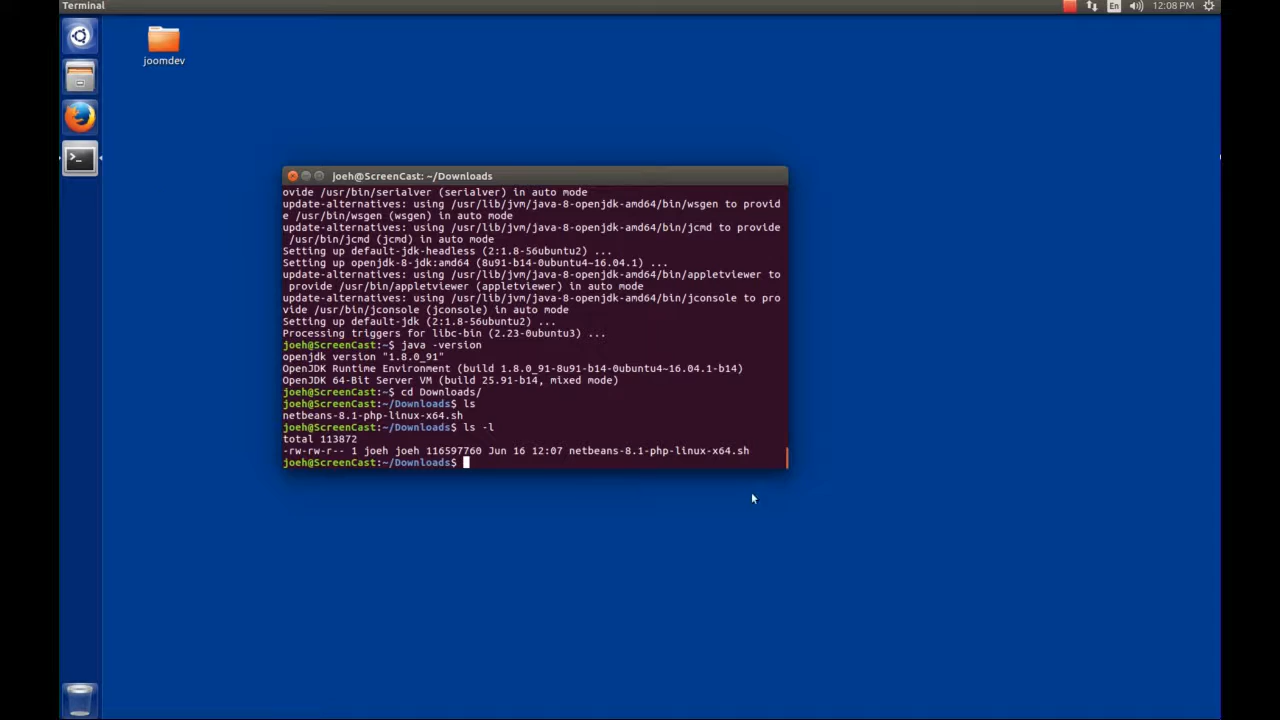 Terminal
En
12:08 PM
joomdev
joeh@ScreenCast: ~/Downloads
ovide /usr/bin/serialver (serialver) in auto mode
update-alternatives: using /usr/lib/jvm/java-8-openjdk-amd64/bin/wsgen to provid
e /usr/bin/wsgen (wsgen) in auto mode
update-alternatives: using /usr/lib/jvm/java-8-openjdk-amd64/bin/jcmd to provide
 /usr/bin/jcmd (jcmd) in auto mode
Setting up default-jdk-headless (2:1.8-56ubuntu2) ...
Setting up openjdk-8-jdk:amd64 (8u91-b14-0ubuntu4~16.04.1) ...
update-alternatives: using /usr/lib/jvm/java-8-openjdk-amd64/bin/appletviewer to
 provide /usr/bin/appletviewer (appletviewer) in auto mode
update-alternatives: using /usr/lib/jvm/java-8-openjdk-amd64/bin/jconsole to pro
vide /usr/bin/jconsole (jconsole) in auto mode
Setting up default-jdk (2:1.8-56ubuntu2) ...
Processing triggers for libc-bin (2.23-0ubuntu3) ...
joeh@ScreenCast:~$ java -version
openjdk version "1.8.0_91"
OpenJDK Runtime Environment (build 1.8.0_91-8u91-b14-0ubuntu4~16.04.1-b14)
OpenJDK 64-Bit Server VM (build 25.91-b14, mixed mode)
joeh@ScreenCast:~$ cd Downloads/
joeh@ScreenCast:~/Downloads$ ls
netbeans-8.1-php-linux-x64.sh
joeh@ScreenCast:~/Downloads$ ls -l
total 113872
-rw-rw-r-- 1 joeh joeh 116597760 Jun 16 12:07 netbeans-8.1-php-linux-x64.sh
joeh@ScreenCast:~/Downloads$